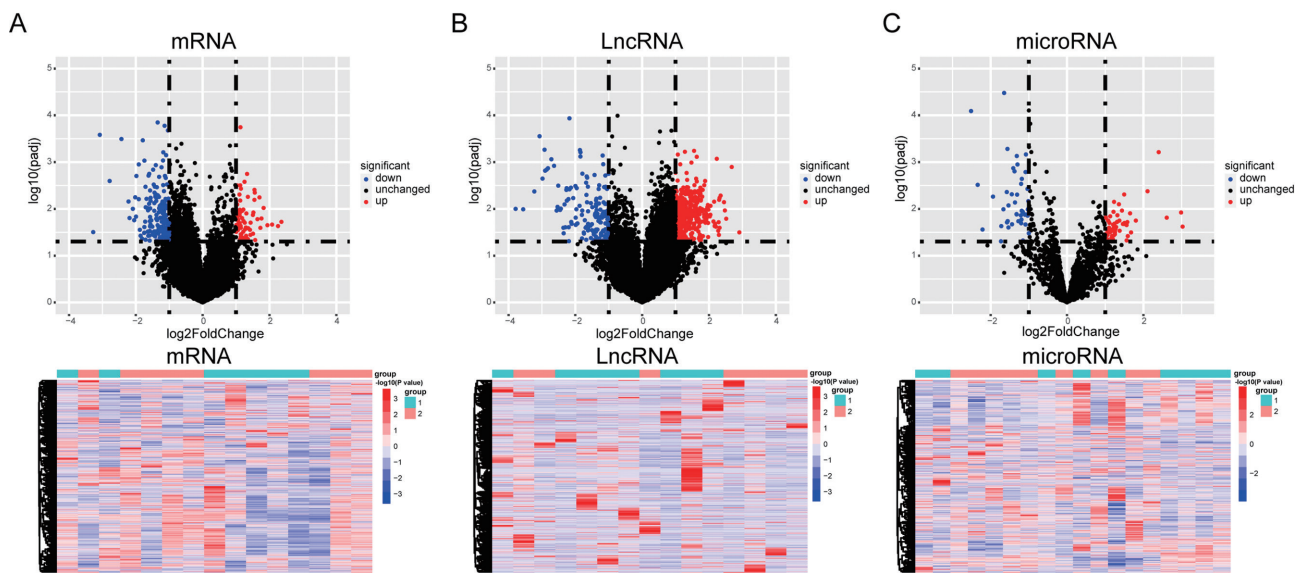 A
mRNA
5
4
3
2
1
0
log10(padj)
−4
−2
0
2
4
log2FoldChange
significant
down
unchanged
up
mRNA
group
-log10(P value)
3
2
1
0
−1
−2
−3
group
1
2
B
LncRNA
5
4
3
2
1
0
log10(padj)
−4
−2
0
2
4
log2FoldChange
significant
down
unchanged
up
LncRNA
group
-log10(P value)
3
2
1
0
−1
−2
−3
group
1
2
C
microRNA
5
4
3
2
1
0
log10(padj)
−2
0
2
log2FoldChange
significant
down
unchanged
up
microRNA
group
-log10(P value)
4
2
0
−2
group
1
2